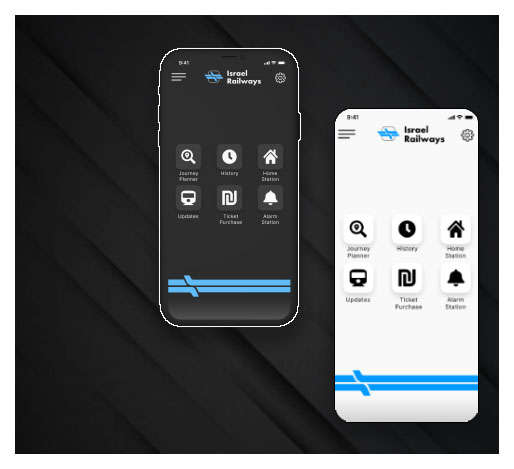 9:41
Israel
Railways
Journey
Planner
History
Home
Station
Updates
Ticket
Purchase
Alarm
Station
9:41
Israel
Railways
Journey
Planner
History
Home
Station
Updates
Ticket
Purchase
Alarm
Station